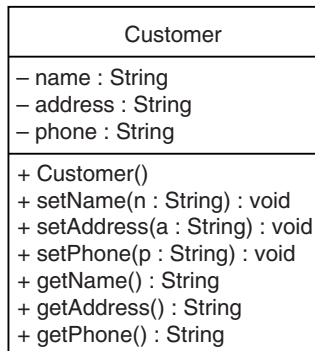 Customer
– name : String
– address : String
– phone : String
+ Customer()
+ setName(n : String) : void
+ setAddress(a : String) : void
+ setPhone(p : String) : void
+ getName() : String
+ getAddress() : String
+ getPhone() : String